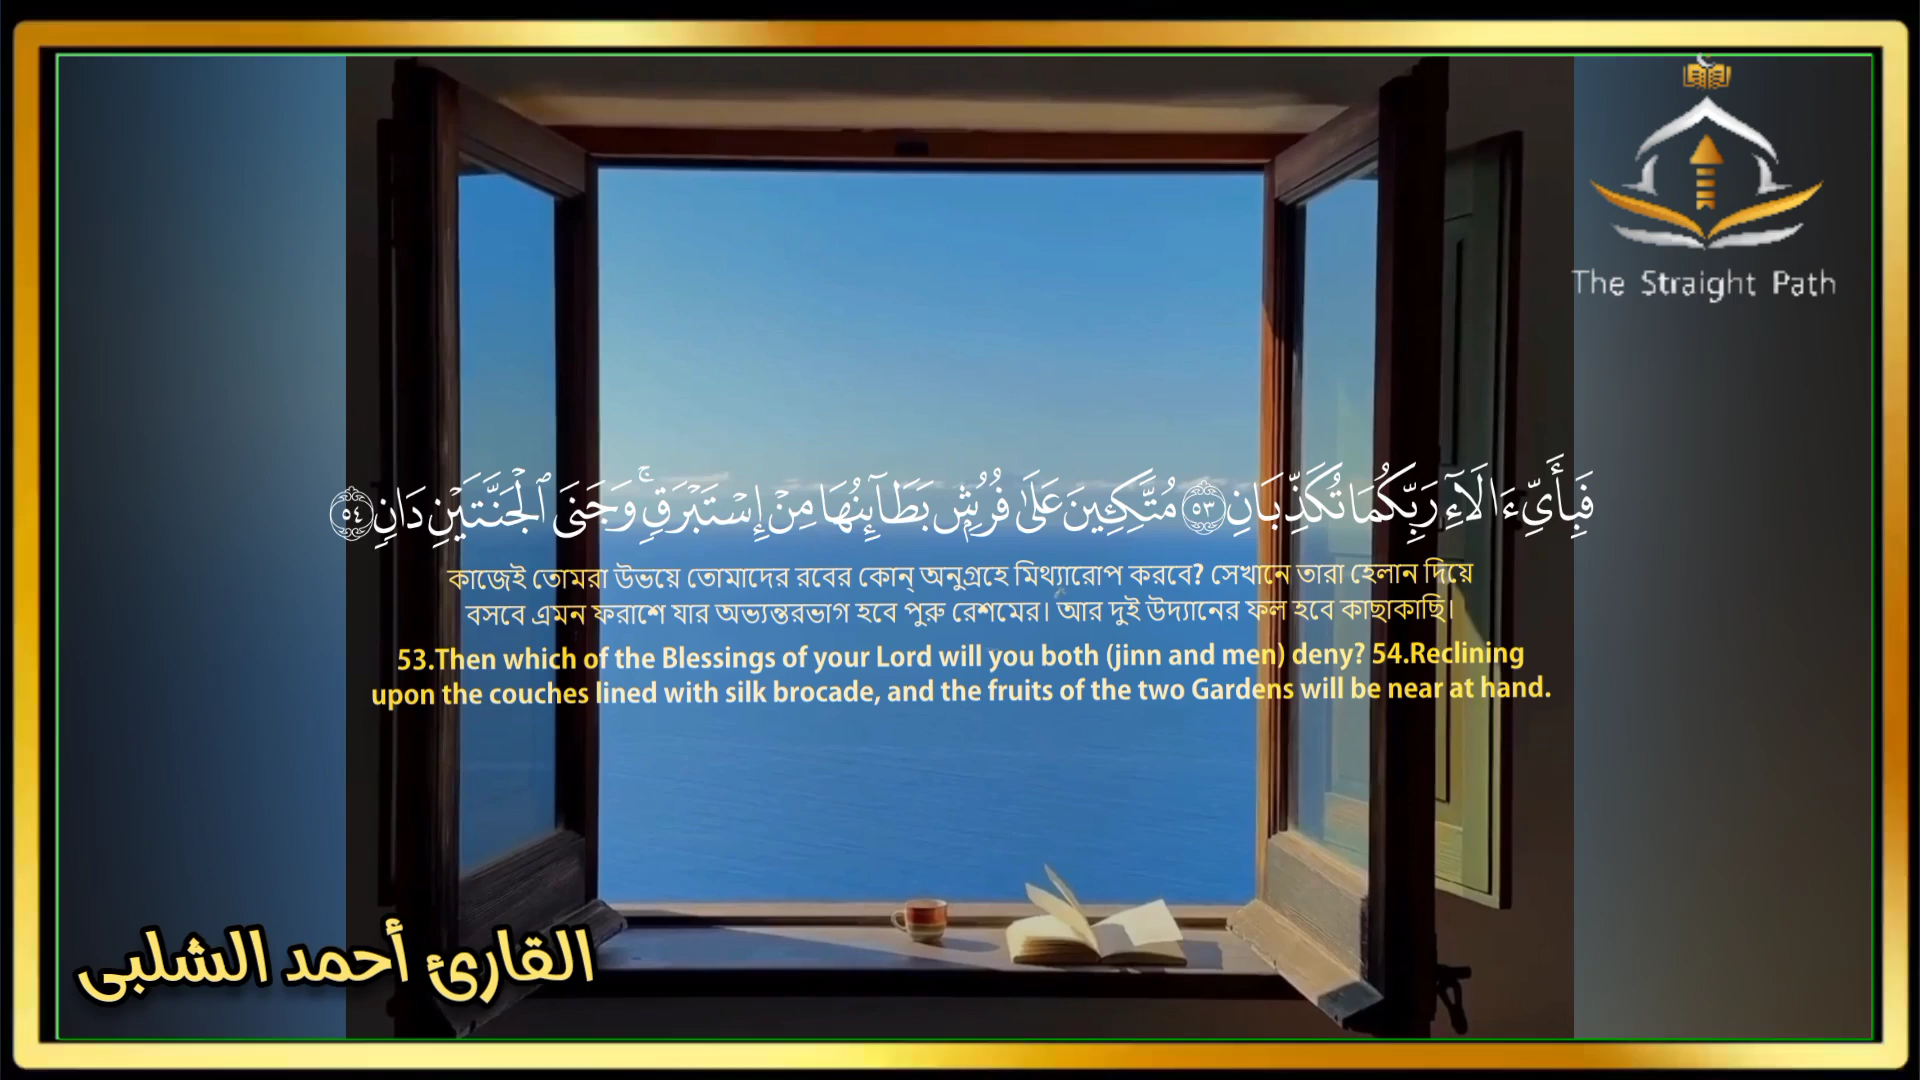 The Straight Path
فَبِأَيِّ ءَالَآءِ رَبِّكُمَا تُكَذِّبَانِ ٥٣ مُتَّكِـِٔينَ عَلَىٰ فُرُشٍۭ بَطَآئِنُهَا مِنْ إِسْتَبْرَقٍۚ وَجَنَى ٱلْجَنَّتَيْنِ دَانٍ ٥٤
কাজেই তোমরা উভয়ে তোমাদের রবের কোন্ অনুগ্রহে মিথ্যারোপ করবে? সেখানে তারা হেলান দিয়ে
বসবে এমন ফরাশে যার অভ্যন্তরভাগ হবে পুরু রেশমের। আর দুই উদ্যানের ফল হবে কাছাকাছি।
53.Then which of the Blessings of your Lord will you both (jinn and men) deny? 54.Reclining
upon the couches lined with silk brocade, and the fruits of the two Gardens will be near at hand.
القارئ أحمد الشلبي